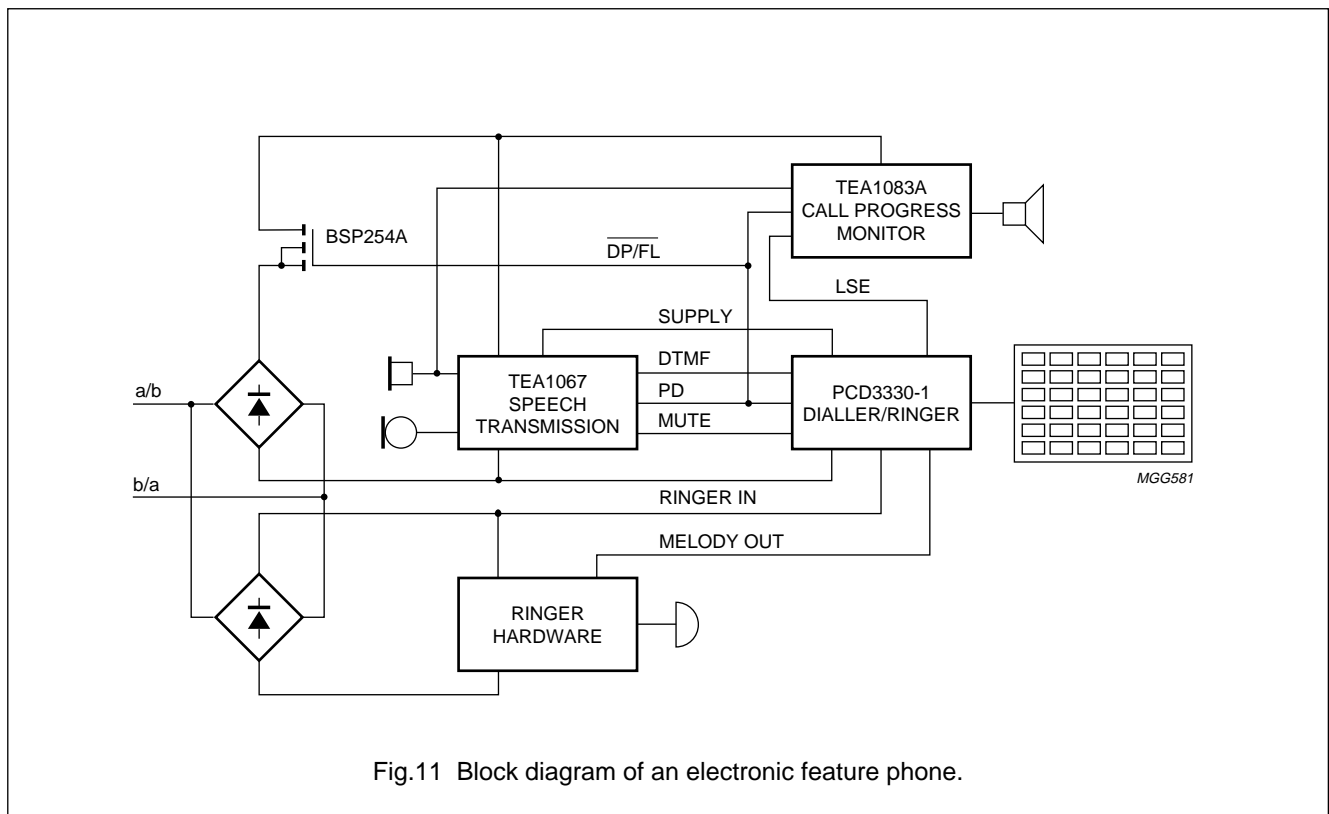 TEA1083A
CALL PROGRESS
MONITOR
BSP254A
DP/FL
LSE
SUPPLY
DTMF
PD
MUTE
TEA1067
SPEECH
TRANSMISSION
PCD3330-1
DIALLER/RINGER
a/b
b/a
MGG581
RINGER IN
MELODY OUT
RINGER
HARDWARE
Fig.11 Block diagram of an electronic feature phone.